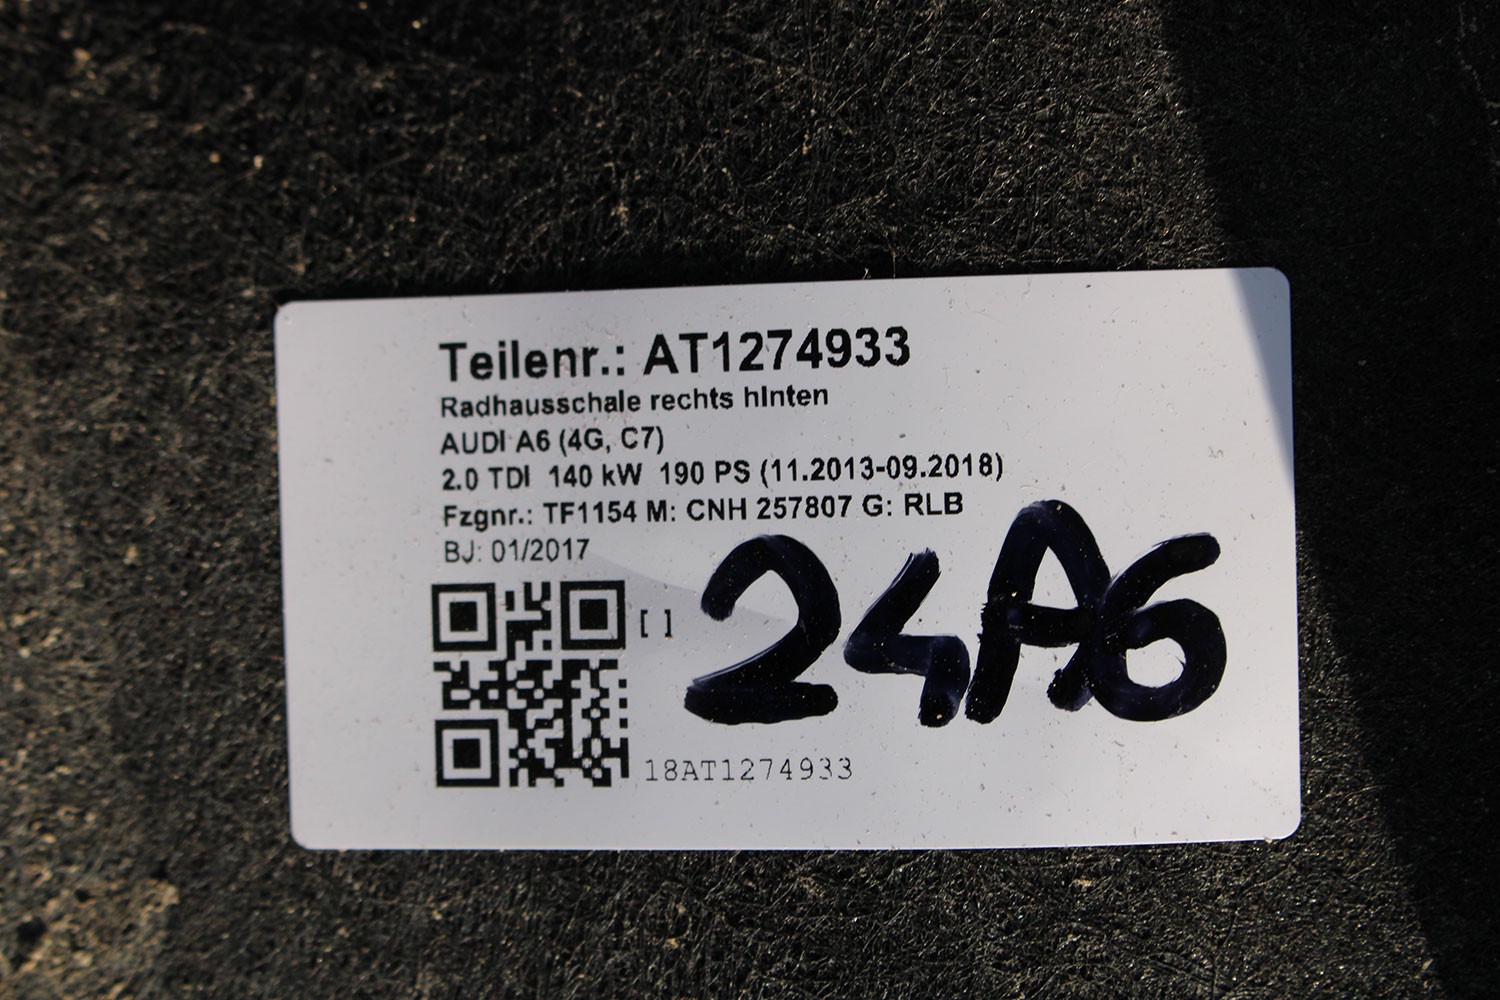 Teilenr.: AT1274933
Radhausschale rechts hinten
AUDI A6 (4G, C7)
2.0 TDI 140 kW 190 PS (11.2013-09.2018)
Fzgnr.: TF1154 M: CNH 257807 G: RLB
BJ: 01/2017
[ ]
24A6
18AT1274933